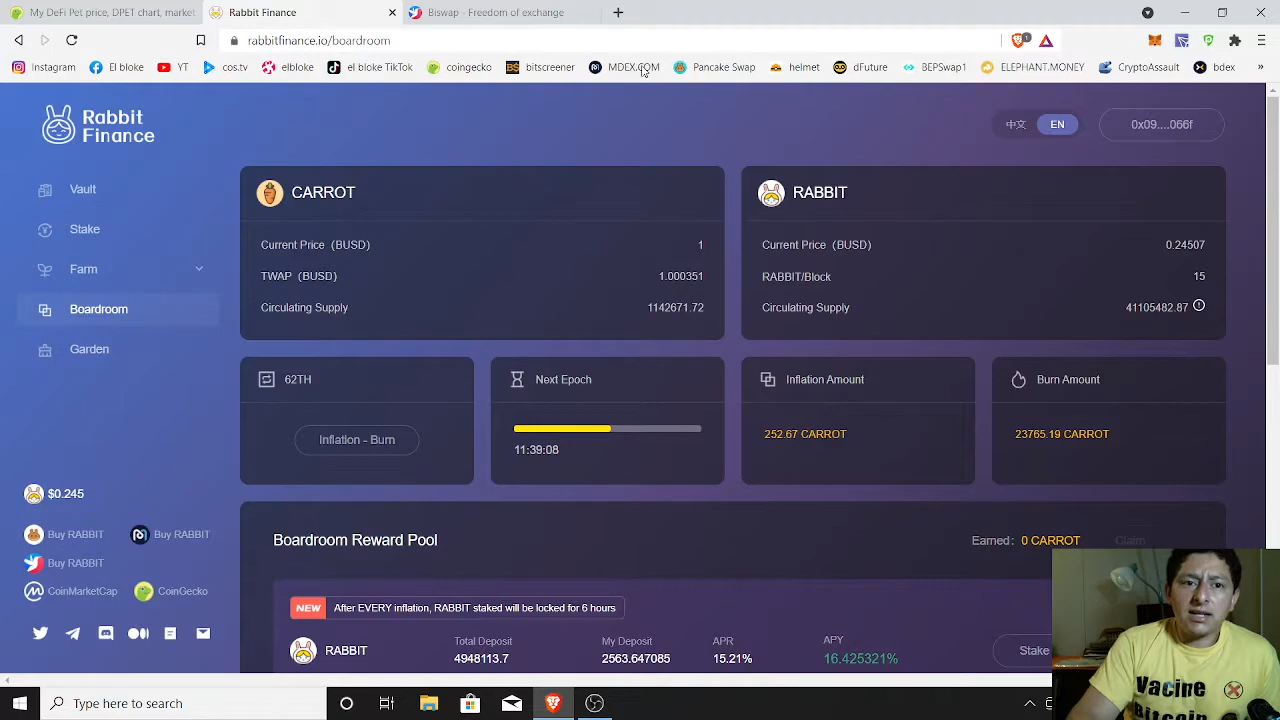 My DeFi Pet price, DPET chart, market
Rabbit Finance
Biswap - Freedom of exchange
rabbitfinance.io/boardroom
1
Instagram
El bloke
YT
cos.tv
elbloke
el bloke TikTok
coingecko
bitscreener
MDEX.COM
Pancake Swap
helmet
dFuture
BEPSwap1
ELEPHANT.MONEY
CryptoAssault
bdex
»
Rabbit
Finance
中文
EN
0x09....066f
Vault
Stake
Farm
Boardroom
Garden
CARROT
Current Price（BUSD） 1
TWAP（BUSD） 1.000351
Circulating Supply 1142671.72
RABBIT
Current Price（BUSD） 0.24507
RABBIT/Block 15
Circulating Supply 41105482.87
62TH
Inflation - Burn
Next Epoch
11:39:08
Inflation Amount
252.67 CARROT
Burn Amount
23765.19 CARROT
$0.245
Buy RABBIT
Buy RABBIT
Buy RABBIT
CoinMarketCap
CoinGecko
Boardroom Reward Pool
Earned： 0 CARROT
Claim
NEW After EVERY inflation, RABBIT staked will be locked for 6 hours
RABBIT
Total Deposit
4948113.7
My Deposit
2563.647085
APR
15.21%
APY
16.425321%
Stake
Vacine
Bitcoin
Type here to search